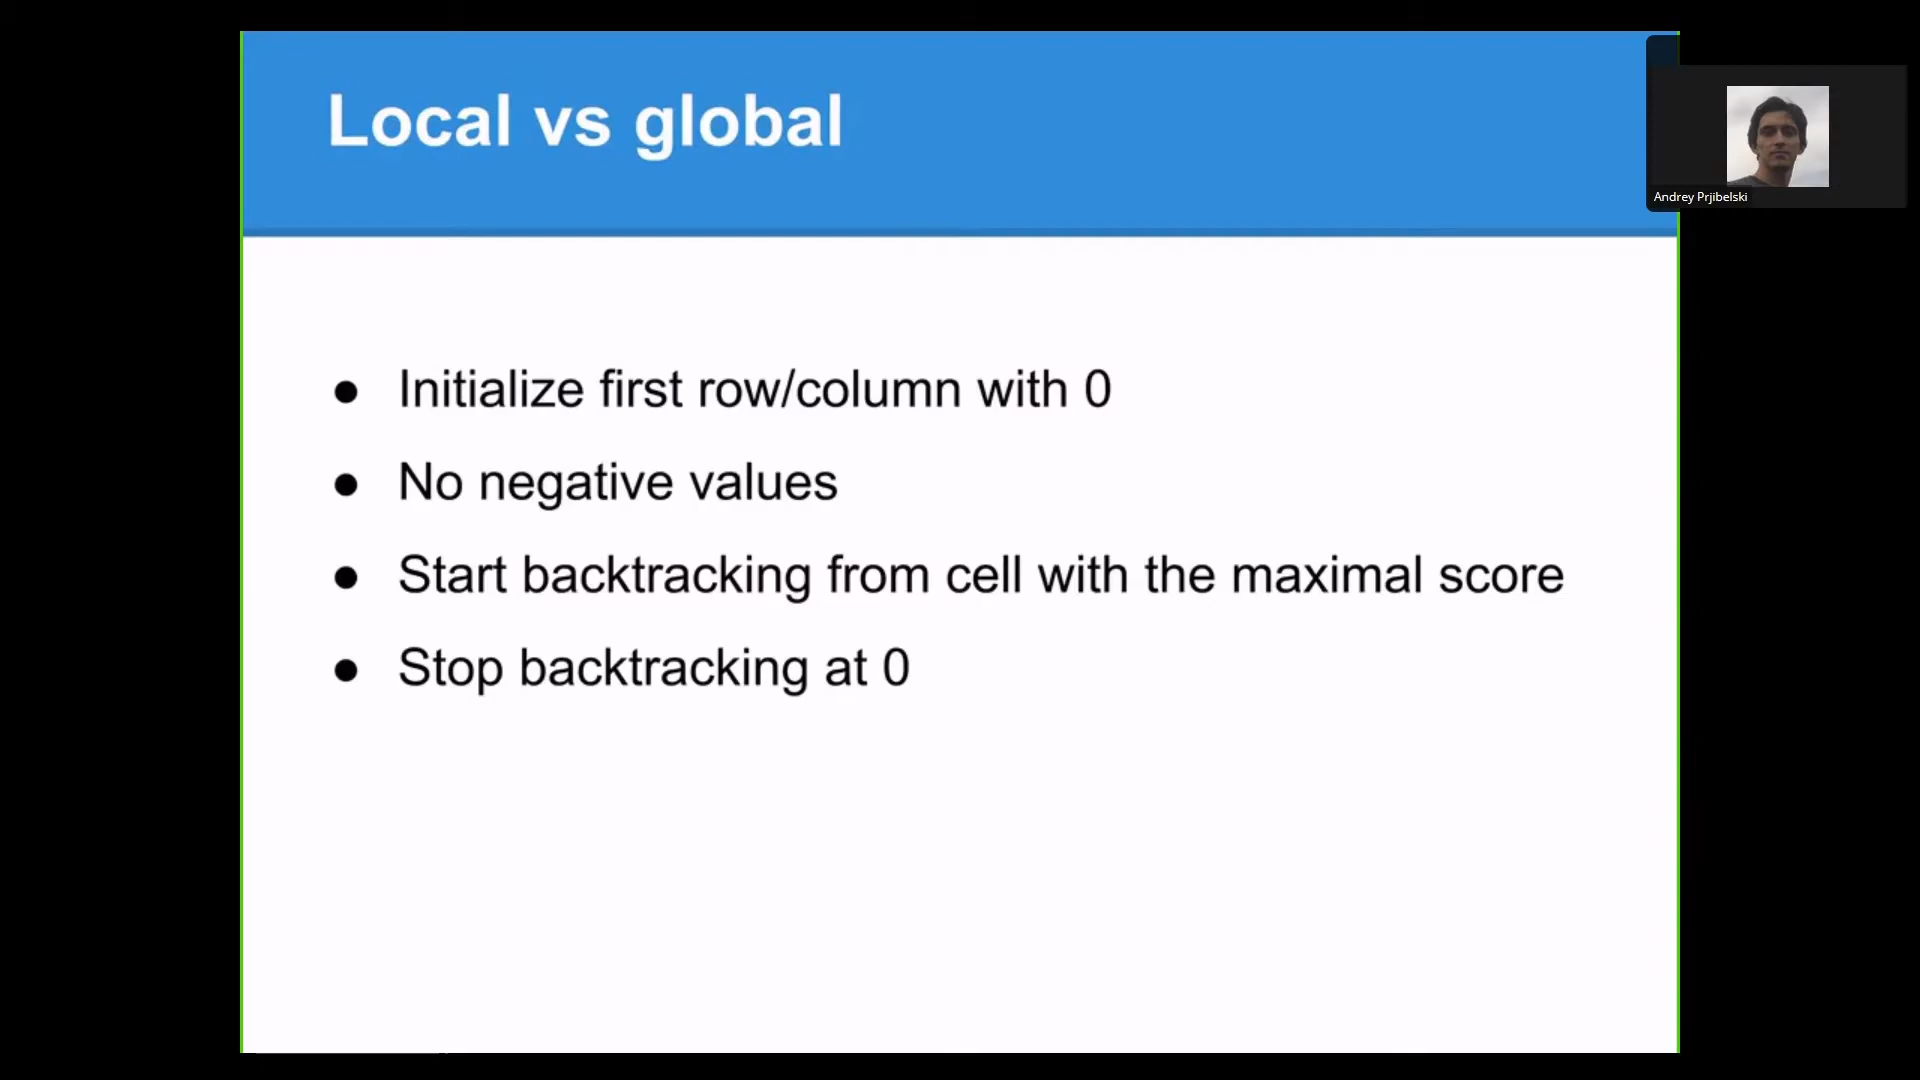 Local vs global
Andrey Prjibelski
● Initialize first row/column with 0
● No negative values
● Start backtracking from cell with the maximal score
● Stop backtracking at 0